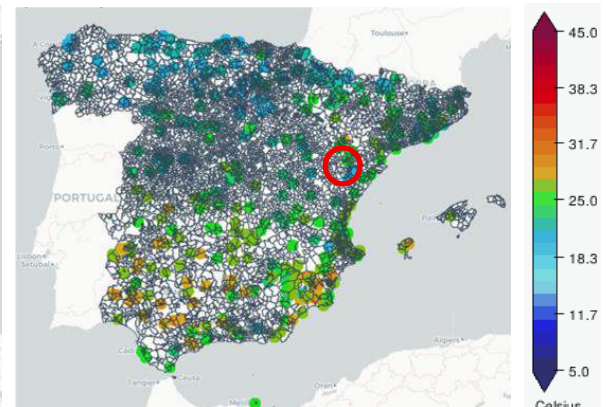 Toulouse
PORTUGAL
Porto
Lisbon
Setúbal
Tangier
Ceuta
Algiers
Oran
45.0
38.3
31.7
25.0
18.3
11.7
5.0
Celsius